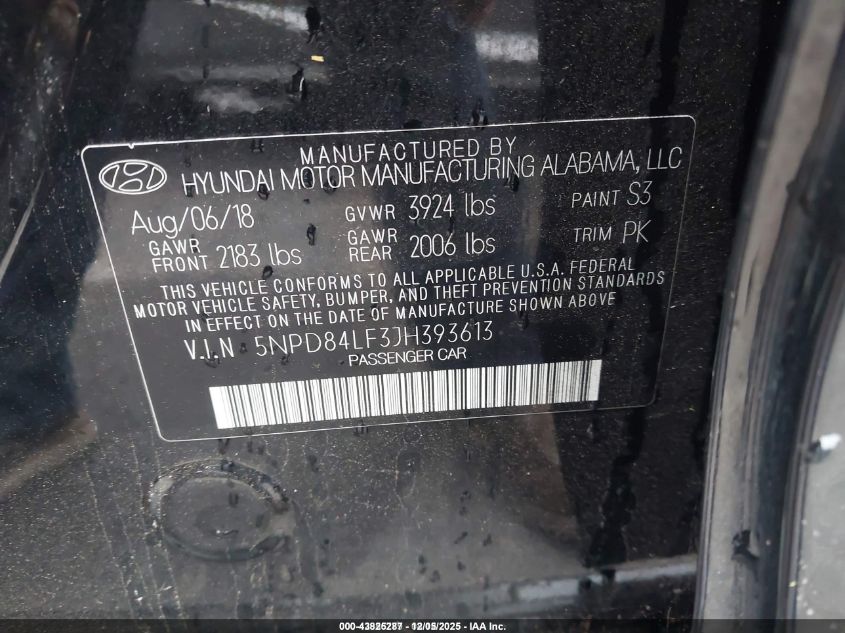 MANUFACTURED BY
HYUNDAI MOTOR MANUFACTURING ALABAMA, LLC
Aug/06/18 GVWR 3924 lbs PAINT S3
GAWR FRONT 2183 lbs GAWR REAR 2006 lbs TRIM PK
THIS VEHICLE CONFORMS TO ALL APPLICABLE U.S.A. FEDERAL
MOTOR VEHICLE SAFETY, BUMPER, AND THEFT PREVENTION STANDARDS
IN EFFECT ON THE DATE OF MANUFACTURE SHOWN ABOVE
V.I.N 5NPD84LF3JH393613
PASSENGER CAR
000-43826287 - 12/05/2025 - IAA Inc.